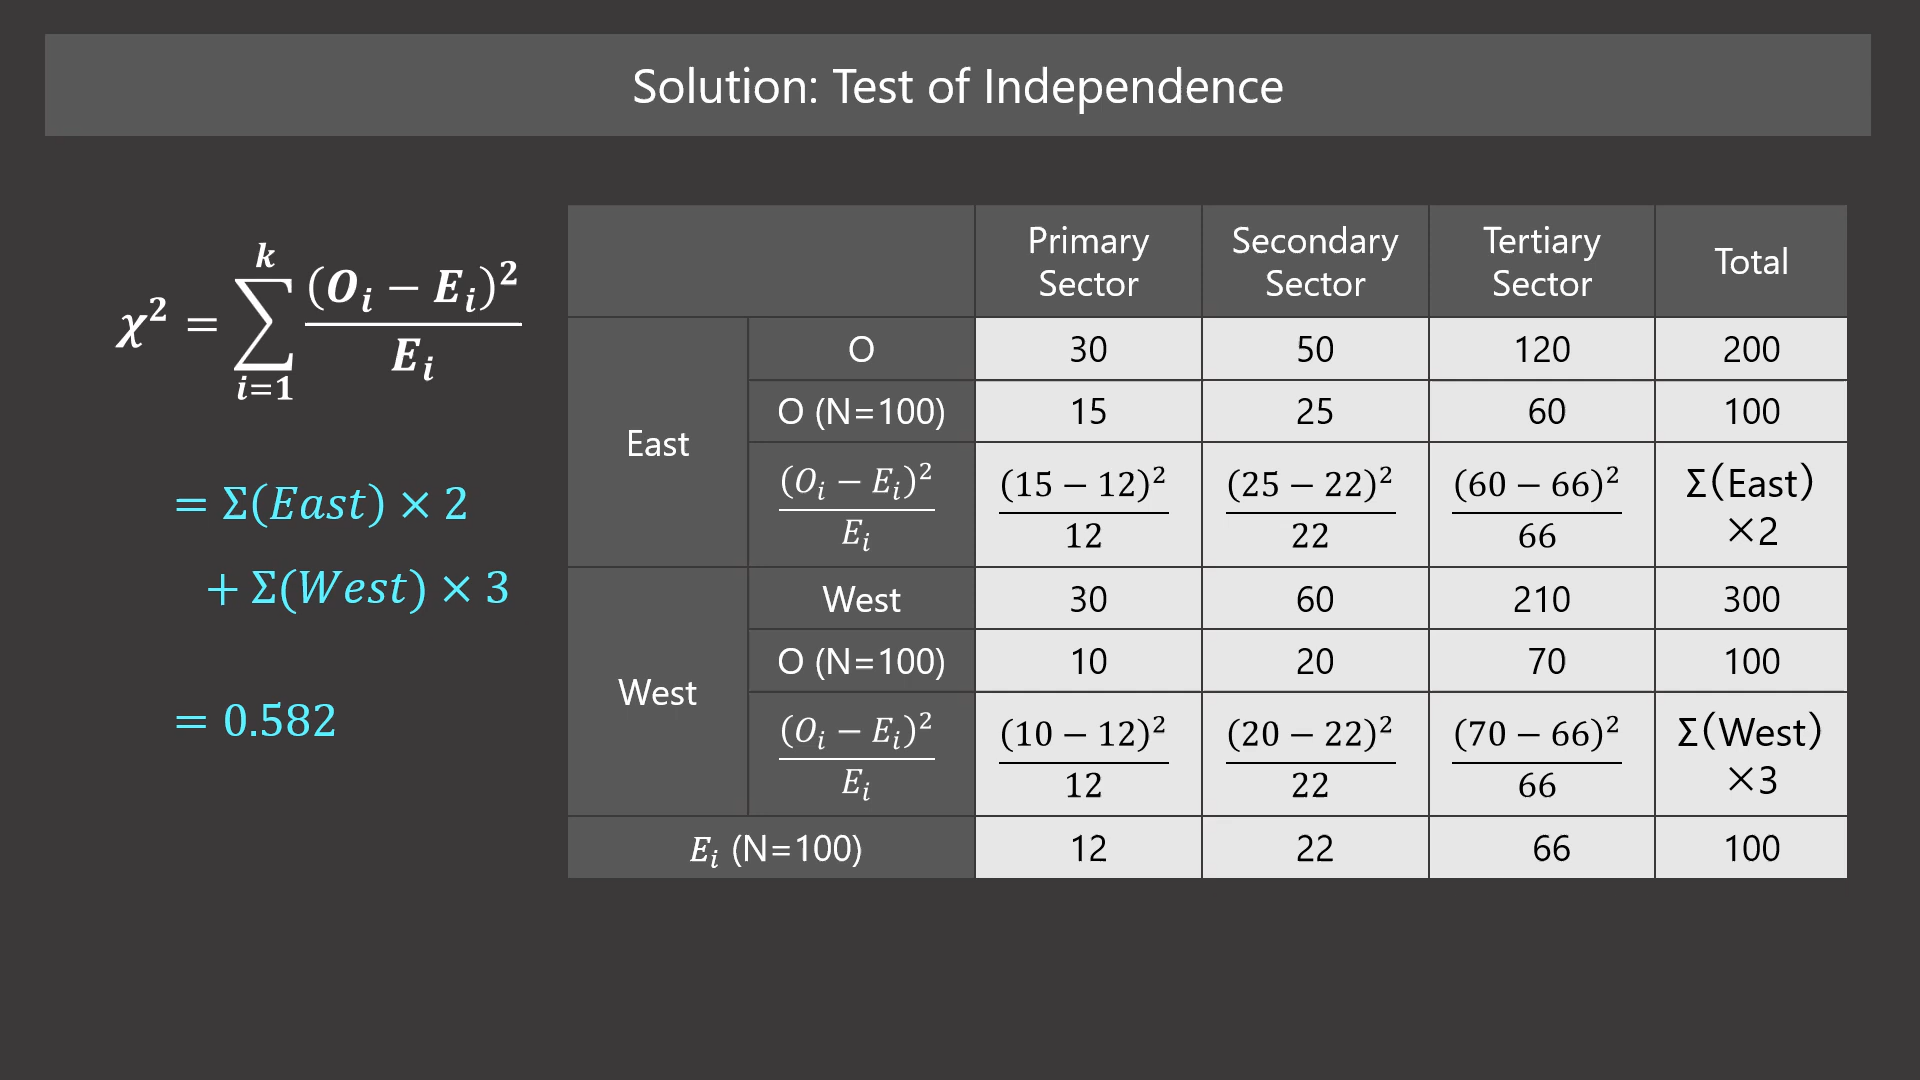 Solution: Test of Independence
χ² = Σ_{i=1}^{k} (O_i − E_i)² / E_i
= Σ(East) × 2
+ Σ(West) × 3
= 0.582
Primary Sector | Secondary Sector | Tertiary Sector | Total
East | O | 30 | 50 | 120 | 200
O (N=100) | 15 | 25 | 60 | 100
(O_i − E_i)² / E_i | (15 − 12)² / 12 | (25 − 22)² / 22 | (60 − 66)² / 66 | Σ(East) ×2
West | West | 30 | 60 | 210 | 300
O (N=100) | 10 | 20 | 70 | 100
(O_i − E_i)² / E_i | (10 − 12)² / 12 | (20 − 22)² / 22 | (70 − 66)² / 66 | Σ(West) ×3
E_i (N=100) | 12 | 22 | 66 | 100